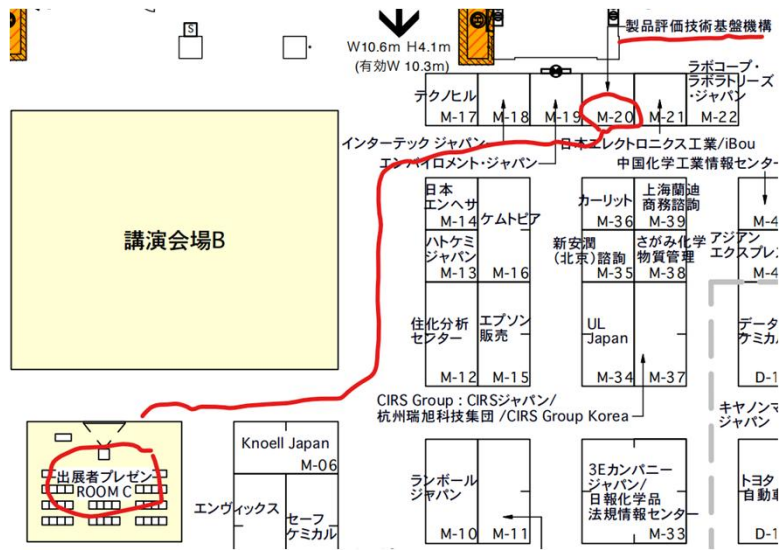 S
W10.6m H4.1m
(有効W 10.3m)
製品評価技術基盤機構
テクノヒル
M-17
M-18
M-19
M-20
M-21
ラボコープ・
ラボラトリーズ
・ジャパン
M-22
インターテック ジャパン
日本エレクトロニクス工業/iBou
エンバイロメント・ジャパン
中国化学工業情報センター
講演会場B
日本
エンヘサ
M-14
ケムトピア
M-16
カーリット
M-36
上海蘭迪
商務諮詢
M-39
M-4
ハトケミ
ジャパン
M-13
新安潤
(北京)諮詢
M-35
さがみ化学
物質管理
M-38
アジアン
エクスプレス
M-4
住化分析
センター
M-12
エプソン
販売
M-15
UL
Japan
M-34
M-37
データ
ケミカル
D-1
CIRS Group : CIRSジャパン/
杭州瑞旭科技集団 /CIRS Group Korea
キヤノンマ
ジャパン
出展者プレゼン
ROOM C
Knoell Japan
M-06
エンヴィックス
セーフ
ケミカル
ランボール
ジャパン
M-10
M-11
3Eカンパニー
ジャパン/
日報化学品
法規情報センター
M-33
トヨタ
自動車
D-1